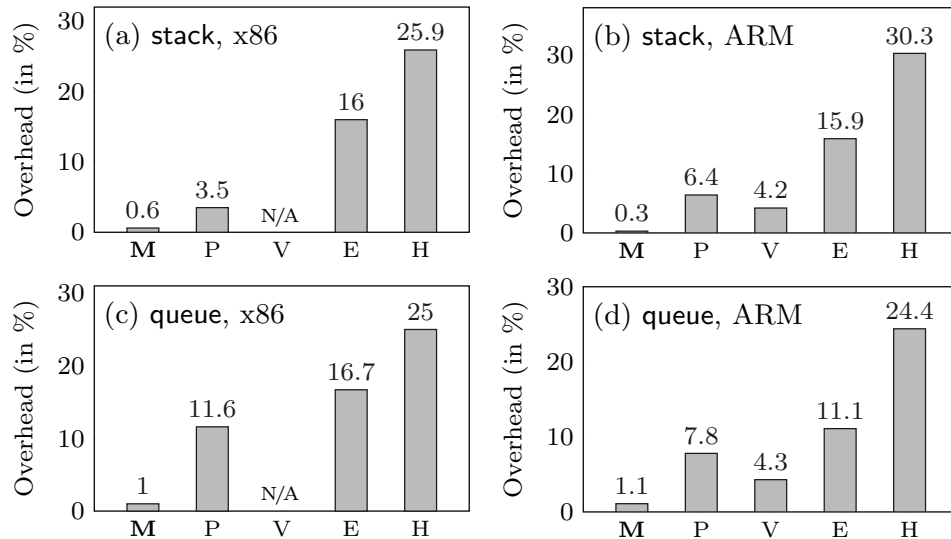 (a) stack, x86
Overhead (in %)
30
20
10
0
0.6
3.5
N/A
16
25.9
M P V E H
(b) stack, ARM
Overhead (in %)
30
20
10
0
0.3
6.4
4.2
15.9
30.3
M P V E H
(c) queue, x86
Overhead (in %)
30
20
10
0
1
11.6
N/A
16.7
25
M P V E H
(d) queue, ARM
Overhead (in %)
30
20
10
0
1.1
7.8
4.3
11.1
24.4
M P V E H